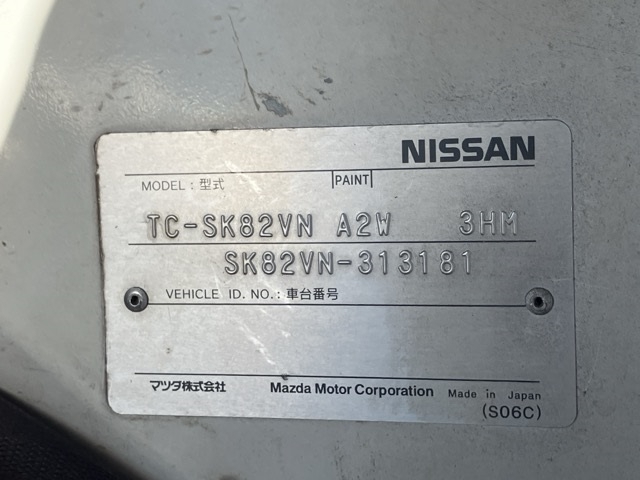 NISSAN
MODEL : 型式 PAINT
TC-SK82VN A2W 3HM
SK82VN-313181
VEHICLE ID. NO. : 車台番号
マツダ株式会社 Mazda Motor Corporation Made in Japan
(S06C)